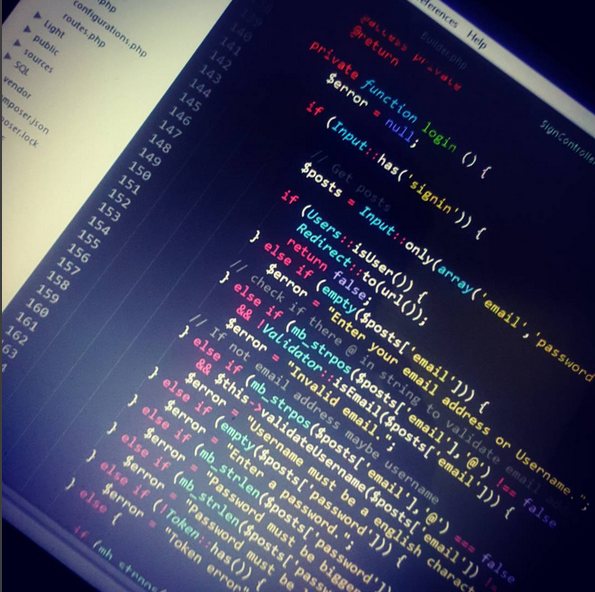 configurations.php
routes.php
Light
public
sources
SQL
vendor
mposer.json
oser.lock
erences Help
Builder.php
SignControlle
140
141
142
143
144
145
146
147
148
149
150
151
152
153
154
155
156
157
158
159
160
161
162
63
@access private
@return
private function login () {
$error = null;
if (Input::has('signin')) {
// Get posts
$posts = Input::only(array('email', 'password
if (Users::isUser()) {
Redirect::to(url());
return false;
} else if (empty($posts['email'])) {
$error = "Enter your email address or Username.";
// check if there @ in string to validate email
} else if (mb_strpos($posts['email'],'@') !== false
&& !Validator::isEmail($posts['email'])) {
$error = "Invalid email.";
// If not email address maybe username
} else if (mb_strpos($posts['email'],'@') === false
&& $this->validateUsername($posts['email']) !=
$error = "Username must be a english charact
} else if (empty($posts['password'])) {
$error = "Enter a password.";
} else if (mb_strlen($posts['password'])
$error = "Password must be bigger
} else if (mb_strlen($posts['passw
$error = "Password must be
} else if (!Token::has()) {
$error = "Token error"
} else {
if (mb_strpos(